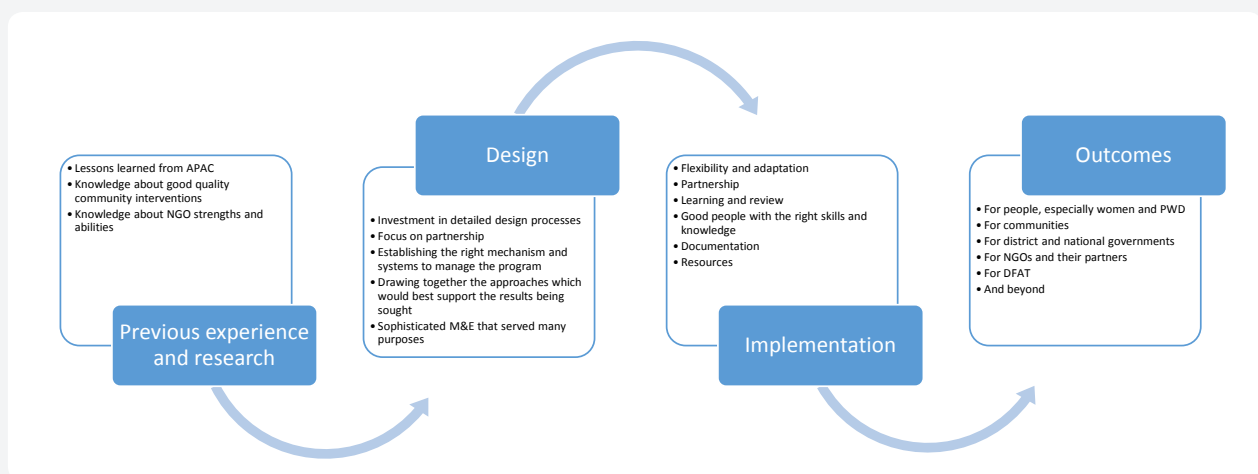 • Lessons learned from APAC
• Knowledge about good quality
community interventions
• Knowledge about NGO strengths and
abilities
Previous experience
and research
Design
• Investment in detailed design processes
• Focus on partnership
• Establishing the right mechanism and
systems to manage the program
• Drawing together the approaches which
would best support the results being
sought
• Sophisticated M&E that served many
purposes
• Flexibility and adaptation
• Partnership
• Learning and review
• Good people with the right skills and
knowledge
• Documentation
• Resources
Implementation
Outcomes
• For people, especially women and PWD
• For communities
• For district and national governments
• For NGOs and their partners
• For DFAT
• And beyond